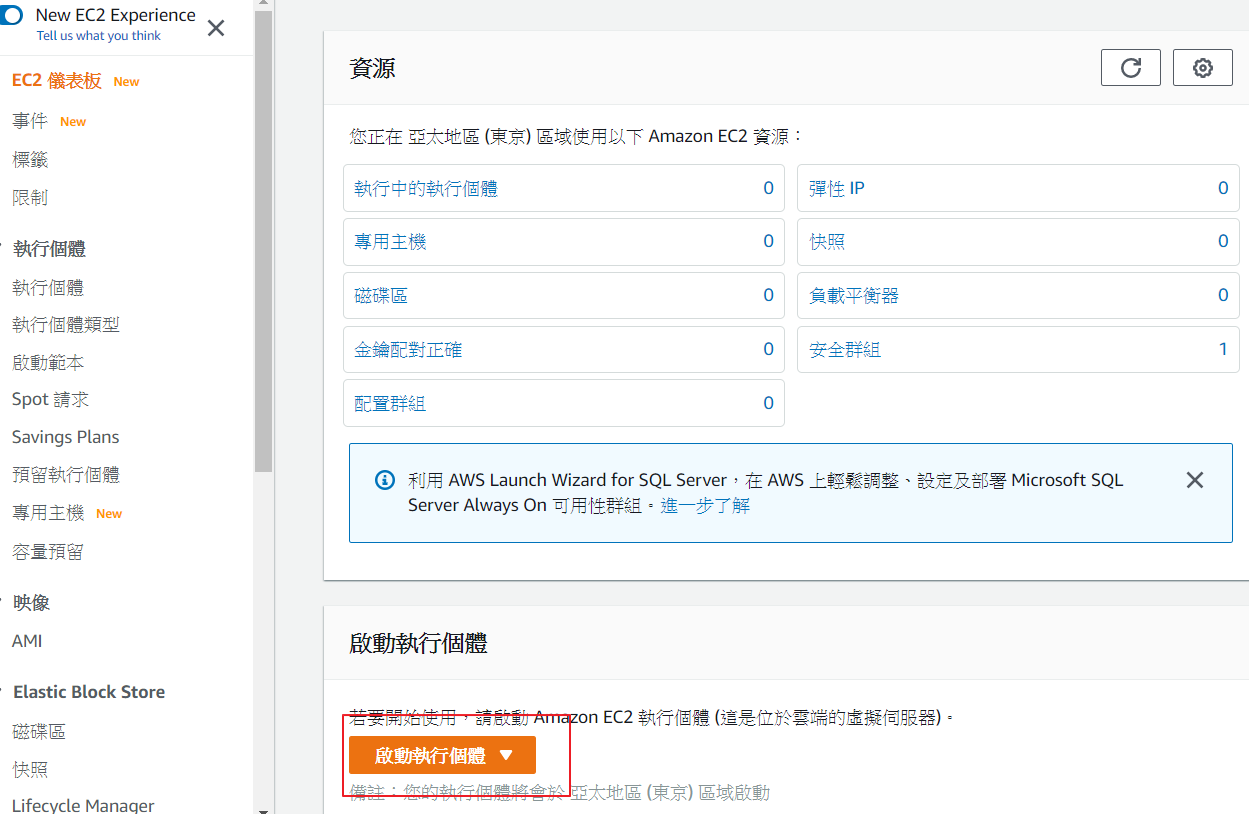 New EC2 Experience
Tell us what you think
EC2 儀表板 New
事件 New
標籤
限制
執行個體
執行個體
執行個體類型
啟動範本
Spot 請求
Savings Plans
預留執行個體
專用主機 New
容量預留
映像
AMI
Elastic Block Store
磁碟區
快照
Lifecycle Manager
資源
您正在 亞太地區 (東京) 區域使用以下 Amazon EC2 資源：
執行中的執行個體 0
彈性 IP 0
專用主機 0
快照 0
磁碟區 0
負載平衡器 0
金鑰配對正確 0
安全群組 1
配置群組 0
利用 AWS Launch Wizard for SQL Server，在 AWS 上輕鬆調整、設定及部署 Microsoft SQL
Server Always On 可用性群組。進一步了解
啟動執行個體
若要開始使用，請啟動 Amazon EC2 執行個體 (這是位於雲端的虛擬伺服器)。
啟動執行個體
備註：您的執行個體將會於 亞太地區 (東京) 區域啟動